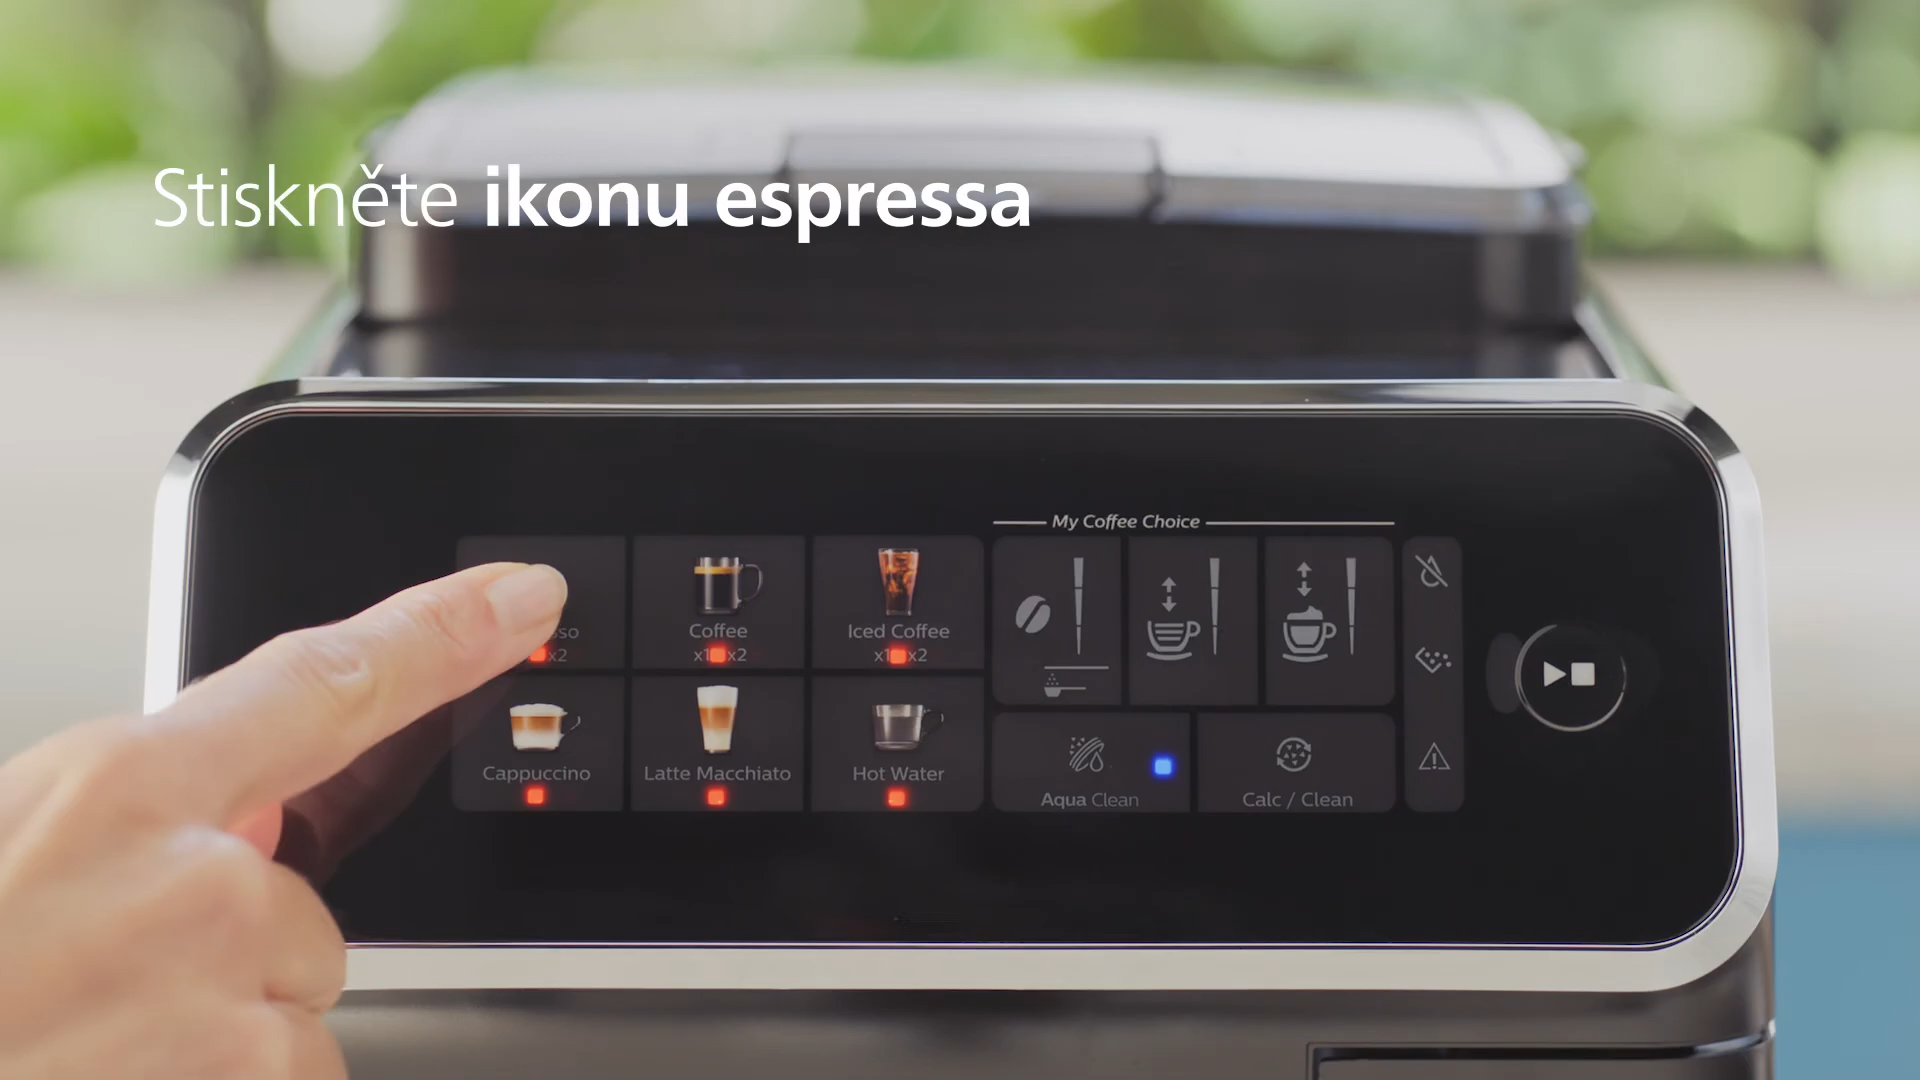 Stiskněte ikonu espressa
My Coffee Choice
Coffee
x1 x2
Iced Coffee
x1 x2
x2
Cappuccino
Latte Macchiato
Hot Water
Aqua Clean
Calc / Clean